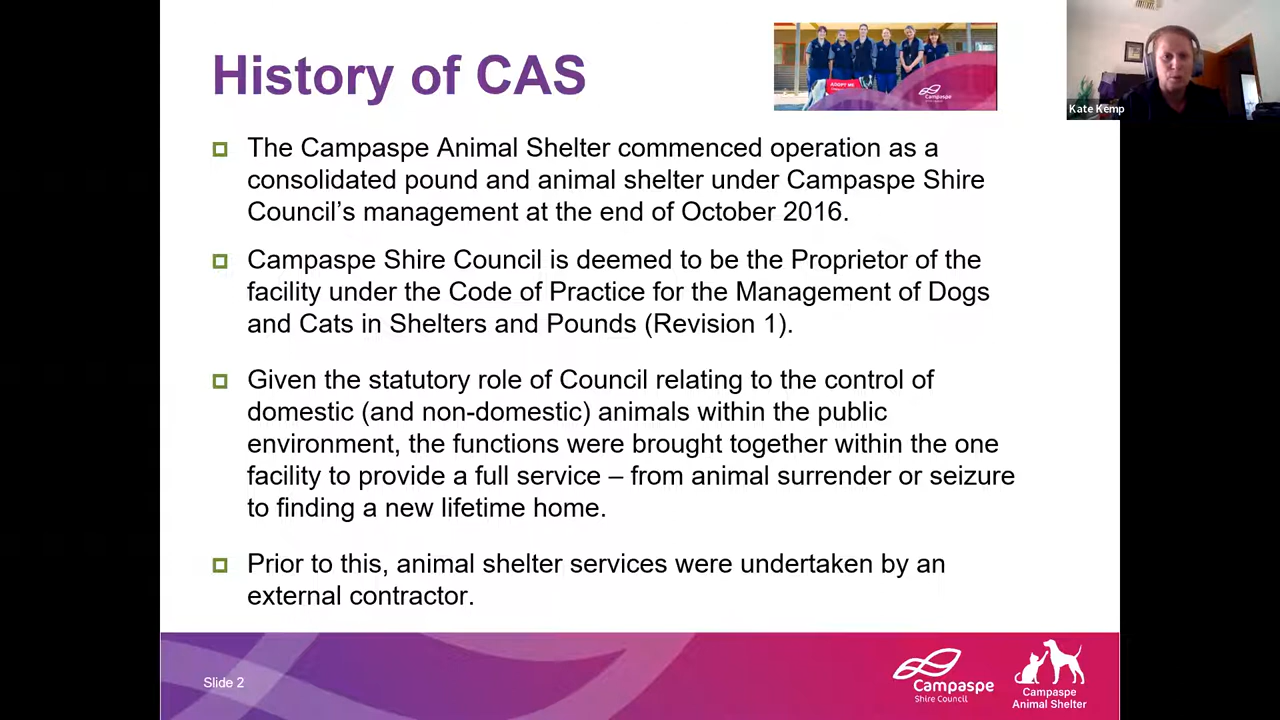 History of CAS
ADOPT ME
Campaspe
Kate Kemp
The Campaspe Animal Shelter commenced operation as a
consolidated pound and animal shelter under Campaspe Shire
Council’s management at the end of October 2016.
Campaspe Shire Council is deemed to be the Proprietor of the
facility under the Code of Practice for the Management of Dogs
and Cats in Shelters and Pounds (Revision 1).
Given the statutory role of Council relating to the control of
domestic (and non-domestic) animals within the public
environment, the functions were brought together within the one
facility to provide a full service – from animal surrender or seizure
to finding a new lifetime home.
Prior to this, animal shelter services were undertaken by an
external contractor.
Slide 2
Campaspe
Shire Council
Campaspe
Animal Shelter